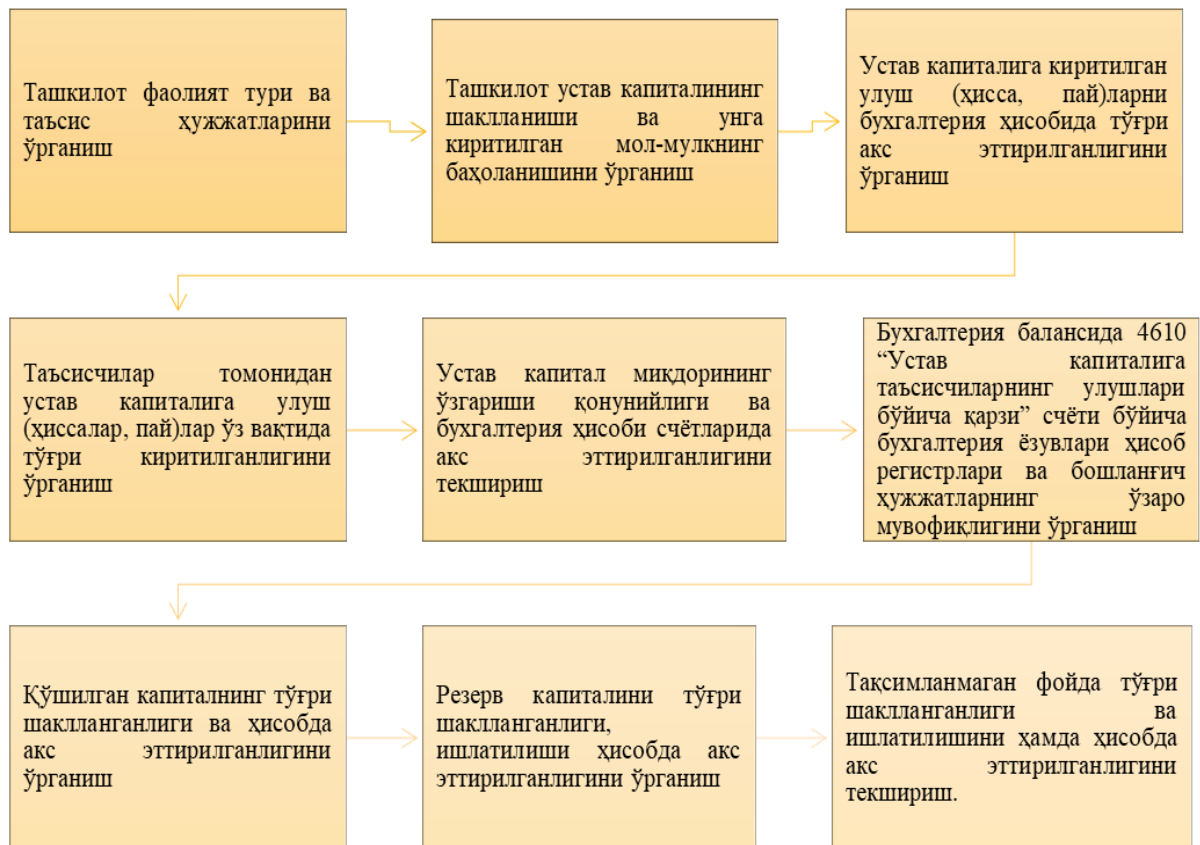 Ташкилот фаолият тури ва
таъсис ҳужжатларини
ўрганиш
Ташкилот устав капиталининг
шаклланиши ва унга
киритилган мол-мулкнинг
баҳоланишини ўрганиш
Устав капиталига киритилган
улуш (ҳисса, пай)ларни
бухгалтерия ҳисобида тўғри
акс эттирилганлигини
ўрганиш
Таъсисчилар томонидан
устав капиталига улуш
(ҳиссалар, пай)лар ўз вақтида
тўғри киритилганлигини
ўрганиш
Устав капитал миқдорининг
ўзгариши қонунийлиги ва
бухгалтерия ҳисоби счётларида
акс эттирилганлигини
текшириш
Бухгалтерия балансида 4610
“Устав капиталига
таъсисчиларнинг улушлари
бўйича қарзи” счёти бўйича
бухгалтерия ёзувлари ҳисоб
регистрлари ва бошланғич
ҳужжатларнинг ўзаро
мувофиқлигини ўрганиш
Қўшилган капиталнинг тўғри
шаклланганлиги ва ҳисобда
акс эттирилганлигини
ўрганиш
Резерв капиталини тўғри
шаклланганлиги,
ишлатилиши ҳисобда акс
эттирилганлигини ўрганиш
Тақсимланмаган фойда тўғри
шаклланганлиги ва
ишлатилишини ҳамда ҳисобда
акс эттирилганлигини
текшириш.